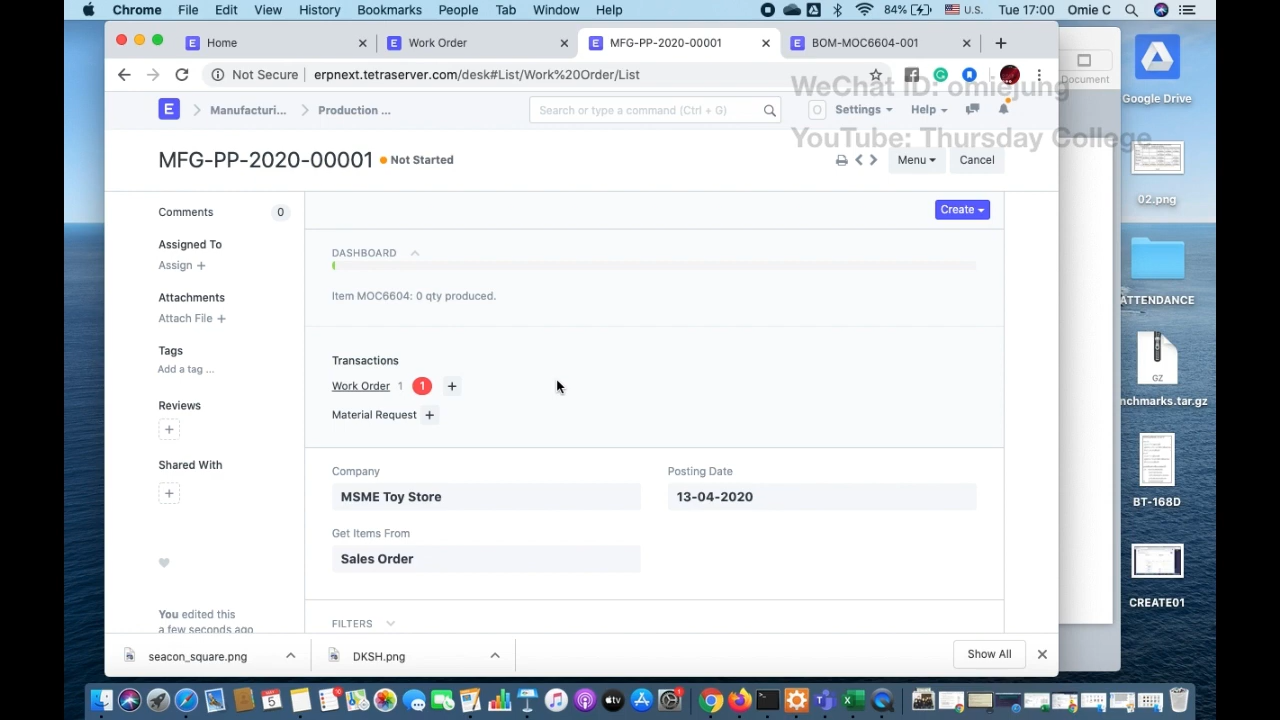 Chrome File Edit View History Bookmarks People Tab Window Help 84% U.S. Tue 17:00 Omie C
Home
Work Order
MFG-PP-2020-00001
BOM-MOC6604-001
Not Secure erpnext.testserver.com/desk#List/Work%20Order/List
WeChat ID: omiejung
YouTube: Thursday College
Document
Google Drive
E Manufacturi... Production ... Search or type a command (Ctrl + G) O Settings Help
MFG-PP-2020-00001 Not Started Menu Cancel
02.png
Comments 0
Create
Assigned To
Assign +
DASHBOARD
Item MOC6604: 0 qty produced.
Attachments
Attach File +
ATTENDANCE
Tags
Add a tag ...
Transactions
Work Order 1 1 +
Material Request +
GZ
nchmarks.tar.gz
Reviews
+
Shared With
+
Company
MSME Toy Store
Posting Date
13-04-2020
BT-168D
Get Items From
Sales Order
CREATE01
You edited this
a few seconds ago
FILTERS
seacon_square.png
DKSH.png
Show All
5